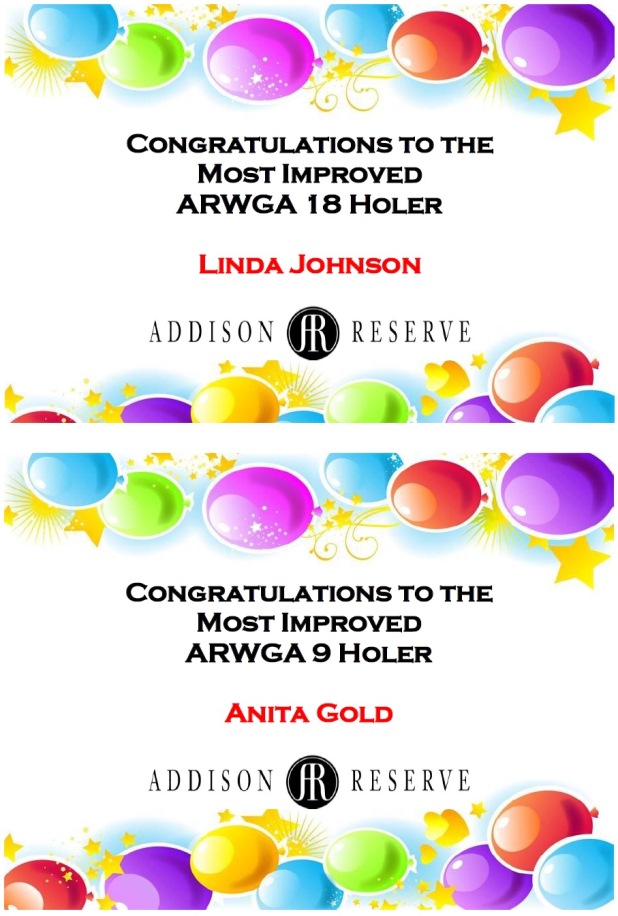 Congratulations to the
Most Improved
ARWGA 18 Holer
Linda Johnson
ADDISON AR RESERVE
Congratulations to the
Most Improved
ARWGA 9 Holer
Anita Gold
ADDISON AR RESERVE